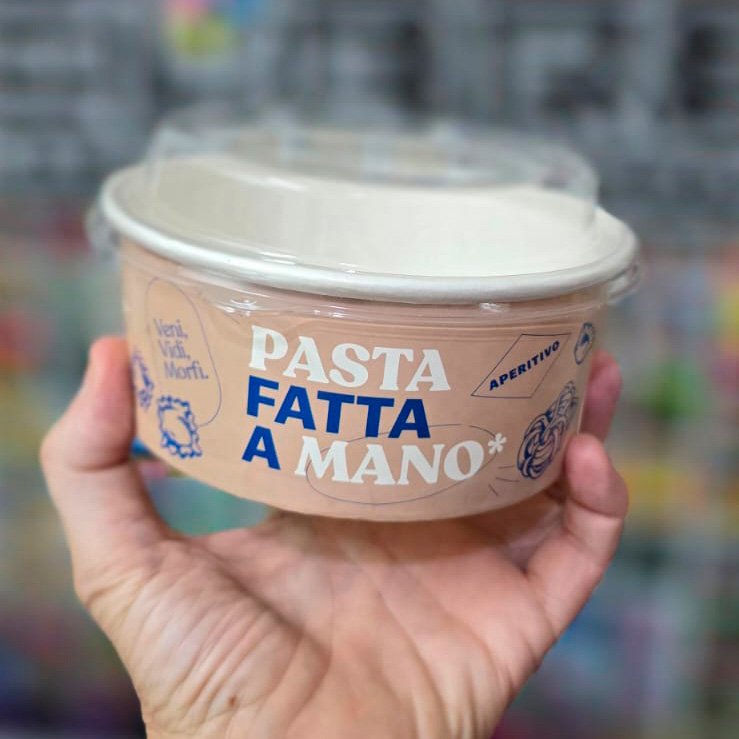 Veni,
Vidi,
Morfi.
PASTA
FATTA
A MANO*
APERITIVO